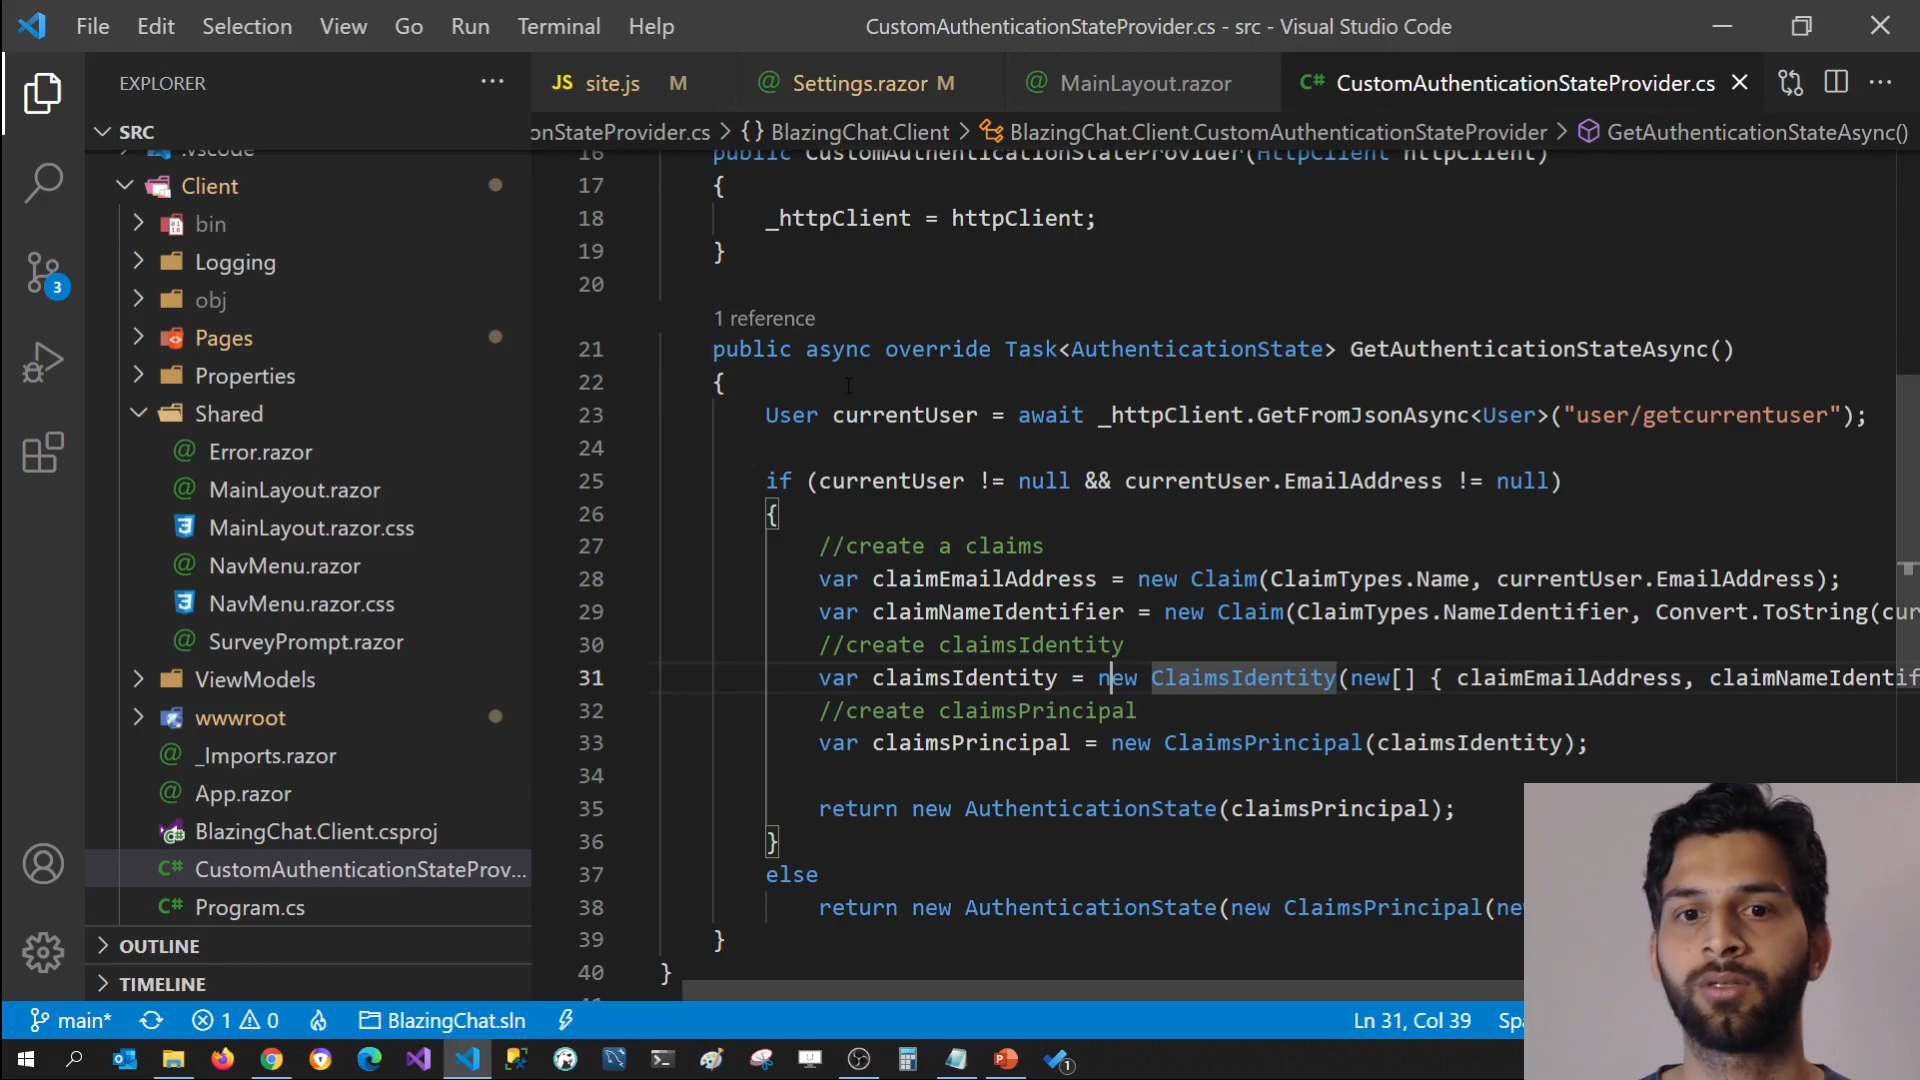 File Edit Selection View Go Run Terminal Help
CustomAuthenticationStateProvider.cs - src - Visual Studio Code
EXPLORER
SRC
.vscode
Client
bin
Logging
obj
Pages
Properties
Shared
Error.razor
MainLayout.razor
MainLayout.razor.css
NavMenu.razor
NavMenu.razor.css
SurveyPrompt.razor
ViewModels
wwwroot
_Imports.razor
App.razor
BlazingChat.Client.csproj
CustomAuthenticationStateProv...
Program.cs
OUTLINE
TIMELINE
3
JS site.js M
Settings.razor M
MainLayout.razor
C# CustomAuthenticationStateProvider.cs
onStateProvider.cs > {} BlazingChat.Client > BlazingChat.Client.CustomAuthenticationStateProvider > GetAuthenticationStateAsync()
16 public CustomAuthenticationStateProvider(HttpClient httpClient)
17 {
18 _httpClient = httpClient;
19 }
20
1 reference
21 public async override Task<AuthenticationState> GetAuthenticationStateAsync()
22 {
23 User currentUser = await _httpClient.GetFromJsonAsync<User>("user/getcurrentuser");
24
25 if (currentUser != null && currentUser.EmailAddress != null)
26 {
27 //create a claims
28 var claimEmailAddress = new Claim(ClaimTypes.Name, currentUser.EmailAddress);
29 var claimNameIdentifier = new Claim(ClaimTypes.NameIdentifier, Convert.ToString(cur
30 //create claimsIdentity
31 var claimsIdentity = new ClaimsIdentity(new[] { claimEmailAddress, claimNameIdentif
32 //create claimsPrincipal
33 var claimsPrincipal = new ClaimsPrincipal(claimsIdentity);
34
35 return new AuthenticationState(claimsPrincipal);
36 }
37 else
38 return new AuthenticationState(new ClaimsPrincipal(ne
39 }
40 }
main* 1 0 BlazingChat.sln Ln 31, Col 39 Spa
1